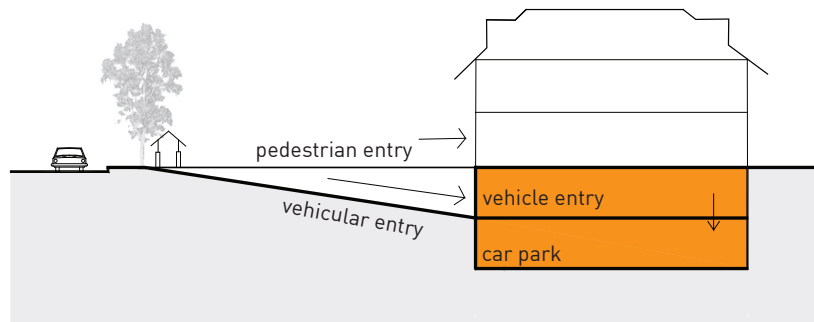 pedestrian entry
vehicular entry
vehicle entry
car park